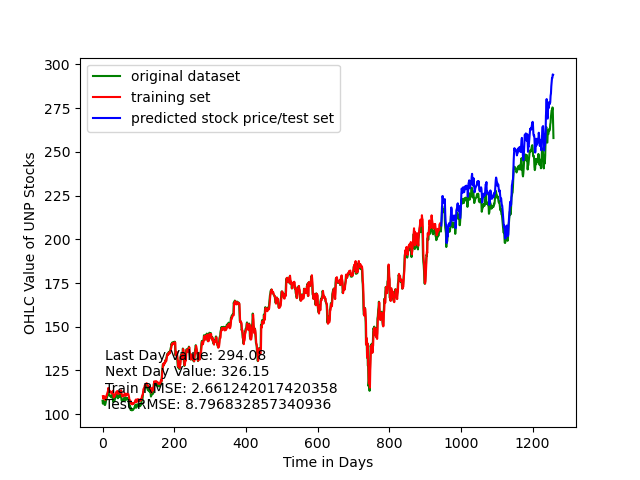 original dataset
training set
predicted stock price/test set
300
275
250
225
200
175
150
125
100
OHLC Value of UNP Stocks
Last Day Value: 294.08
Next Day Value: 326.15
Train RMSE: 2.661242017420358
Test RMSE: 8.796832857340936
0 200 400 600 800 1000 1200
Time in Days